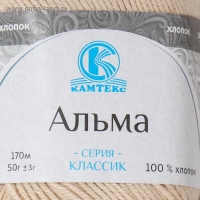 ХЛОПОК
ХЛОПОК
КАМТЕКС
Альма
170м
50г ±3г
СЕРИЯ
КЛАССИК
100 % хлопок